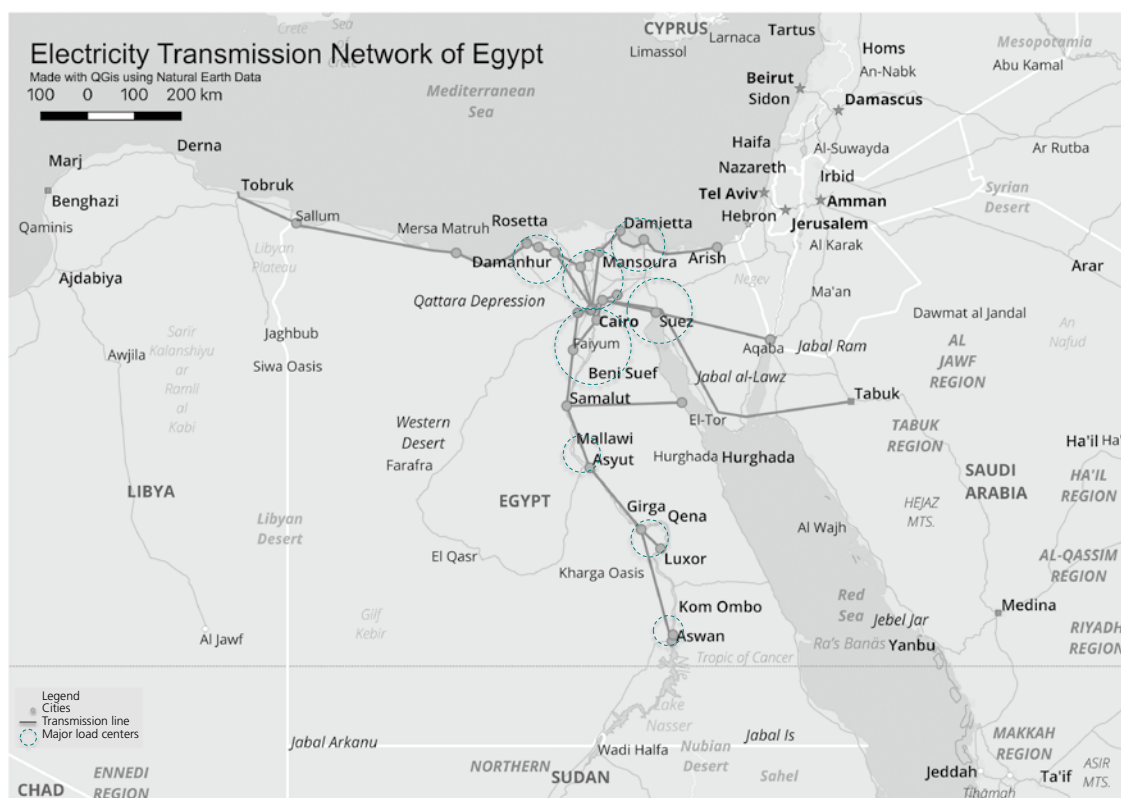 Electricity Transmission Network of Egypt
Made with QGis using Natural Earth Data
100 0 100 200 km
Crete
Sea
of
Crete
CYPRUS
Larnaca
Tartus
Limassol
Homs
Mesopotamia
An-Nabk
Abu Kamal
Beirut
Sidon
Damascus
Mediterranean
Sea
Derna
Marj
Haifa
Al-Suwayda
Ar Rutba
Nazareth
Irbid
Tobruk
Benghazi
Tel Aviv
Amman
Syrian
Desert
Sallum
Hebron
Jerusalem
Qaminis
Mersa Matruh
Rosetta
Damietta
Al Karak
Libyan
Plateau
Damanhur
Mansoura
Arish
Arar
Ajdabiya
Negev
Ma'an
Qattara Depression
Dawmat al Jandal
Cairo
Suez
An
Nafud
Sarir
Kalanshiyu
ar
Ramli
al
Kabi
Jaghbub
Faiyum
Aqaba
Jabal Ram
AL
JAWF
REGION
Awjila
Siwa Oasis
Beni Suef
Jabal al-Lawz
Samalut
Tabuk
El-Tor
Western
Desert
TABUK
REGION
Mallawi
Ha'il
Ha'
Farafra
Asyut
Hurghada
Hurghada
SAUDI
ARABIA
HA'IL
REGION
LIBYA
EGYPT
Girga
Qena
HEJAZ
MTS.
Libyan
Desert
Al Wajh
El Qasr
Luxor
AL-QASSIM
REGION
Kharga Oasis
Red
Sea
Kom Ombo
Medina
Gilf
Kebir
Jebel Jar
Al Jawf
Aswan
Ra's Banäs
Yanbu
RIYADH
REGION
Tropic of Cancer
Nile
Legend
Cities
Transmission line
Major load centers
Lake
Nasser
Jabal Arkanu
Wadi Halfa
Nubian
Desert
Jabal Is
MAKKAH
REGION
ENNEDI
REGION
NORTHERN
SUDAN
Sahel
Jeddah
Ta'if
ASIR
MTS.
CHAD
Tihāmah